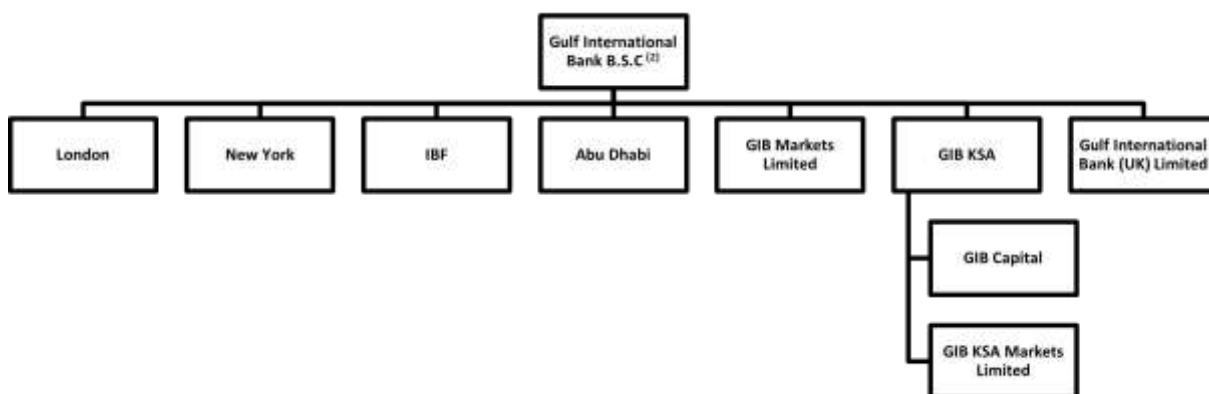 Gulf International
Bank B.S.C (2)
London
New York
IBF
Abu Dhabi
GIB Markets
Limited
GIB KSA
Gulf International
Bank (UK) Limited
GIB Capital
GIB KSA Markets
Limited